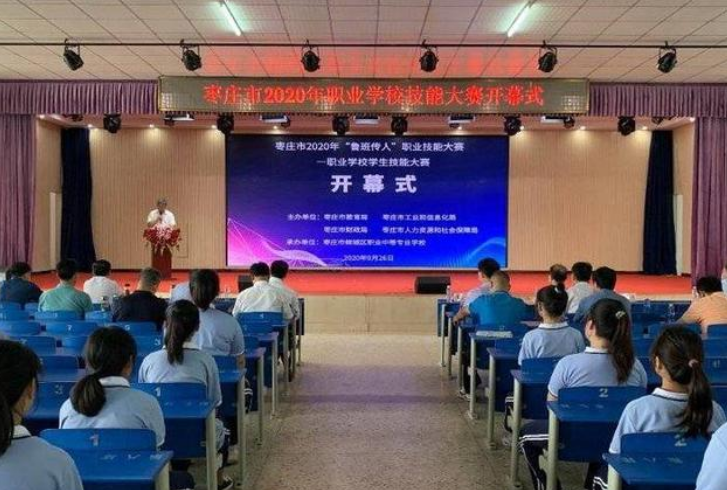 枣庄市2020年职业学校技能大赛开幕式
枣庄市2020年“鲁班传人”职业技能大赛
—职业学校学生技能大赛
开幕式
主办单位：枣庄市教育局 枣庄市工业和信息化局
枣庄市财政局 枣庄市人力资源和社会保障局
承办单位：枣庄市薛城区职业中等专业学校
2020年9月26日
1
2
1
2